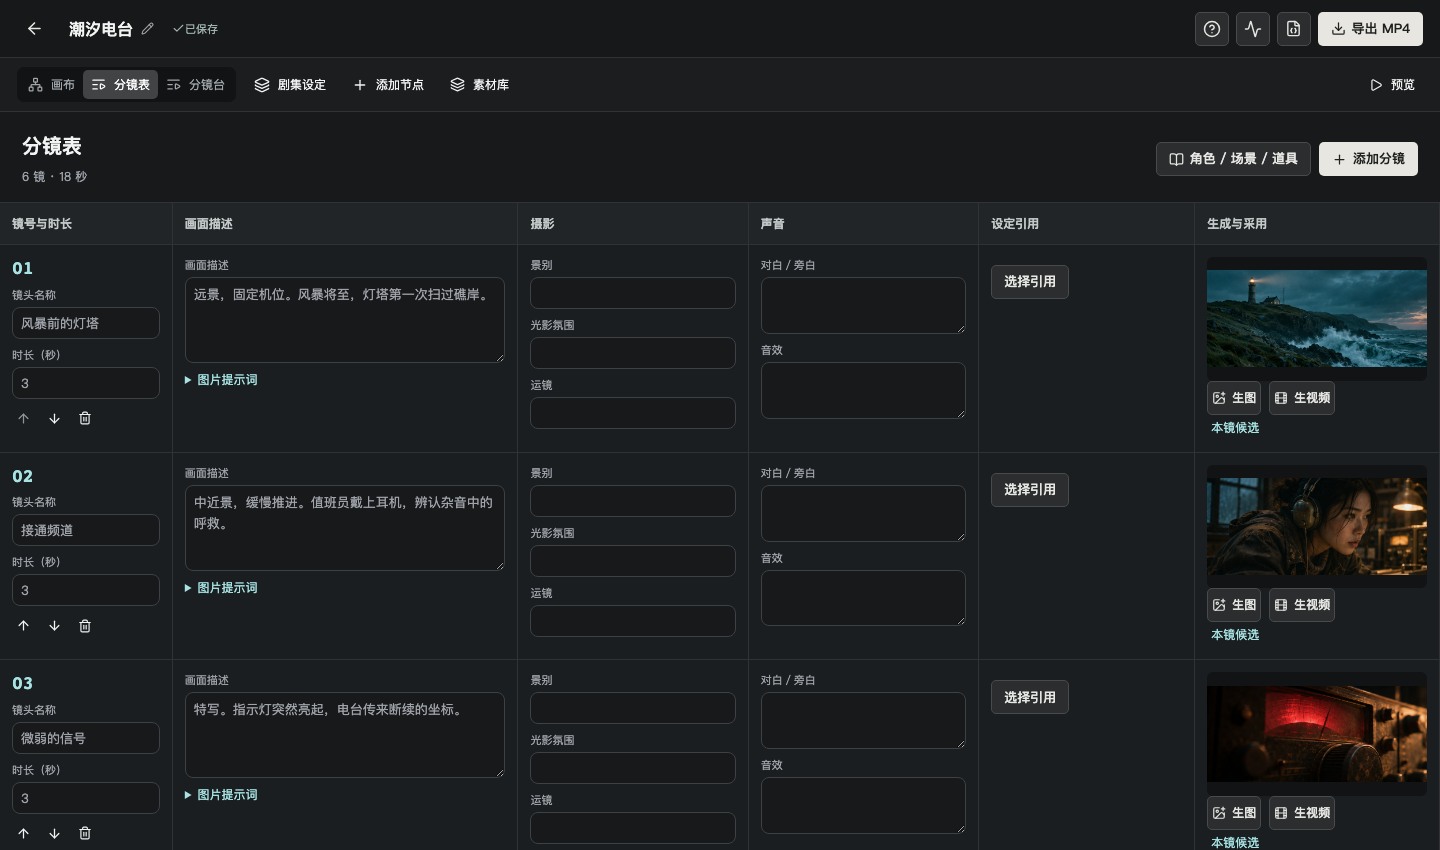 潮汐电台
已保存
导出 MP4
画布
分镜表
分镜台
剧集设定
添加节点
素材库
预览
分镜表
6 镜 · 18 秒
角色 / 场景 / 道具
添加分镜
镜号与时长
画面描述
摄影
声音
设定引用
生成与采用
01
镜头名称
风暴前的灯塔
时长（秒）
3
画面描述
远景，固定机位。风暴将至，灯塔第一次扫过礁岸。
图片提示词
景别
光影氛围
运镜
对白 / 旁白
音效
选择引用
生图
生视频
本镜候选
02
镜头名称
接通频道
时长（秒）
3
画面描述
中近景，缓慢推进。值班员戴上耳机，辨认杂音中的
呼救。
图片提示词
景别
光影氛围
运镜
对白 / 旁白
音效
选择引用
生图
生视频
本镜候选
03
镜头名称
微弱的信号
时长（秒）
3
画面描述
特写。指示灯突然亮起，电台传来断续的坐标。
图片提示词
景别
光影氛围
运镜
对白 / 旁白
音效
选择引用
生图
生视频
本镜候选